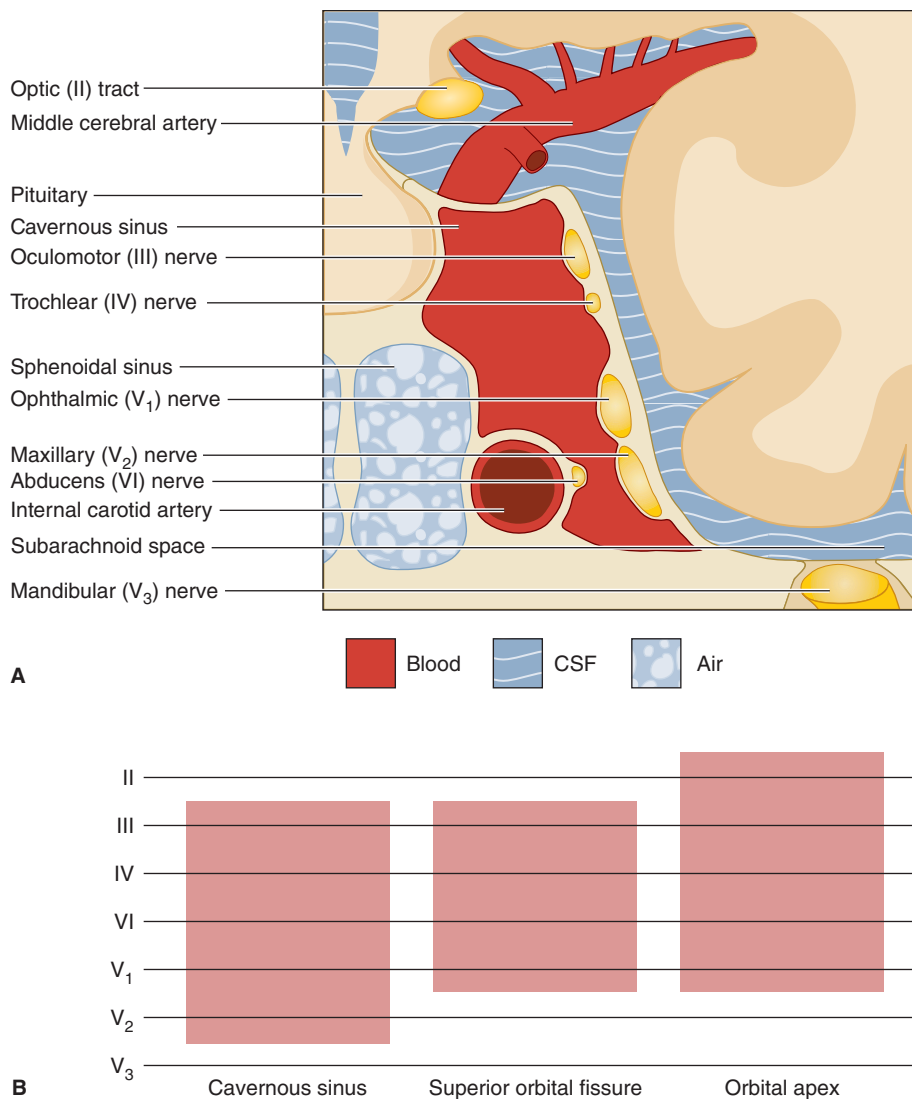 Optic (II) tract
Middle cerebral artery
Pituitary
Cavernous sinus
Oculomotor (III) nerve
Trochlear (IV) nerve
Sphenoidal sinus
Ophthalmic (V₁) nerve
Maxillary (V₂) nerve
Abducens (VI) nerve
Internal carotid artery
Subarachnoid space
Mandibular (V₃) nerve
A
Blood CSF Air
II
III
IV
VI
V₁
V₂
V₃
B
Cavernous sinus Superior orbital fissure Orbital apex